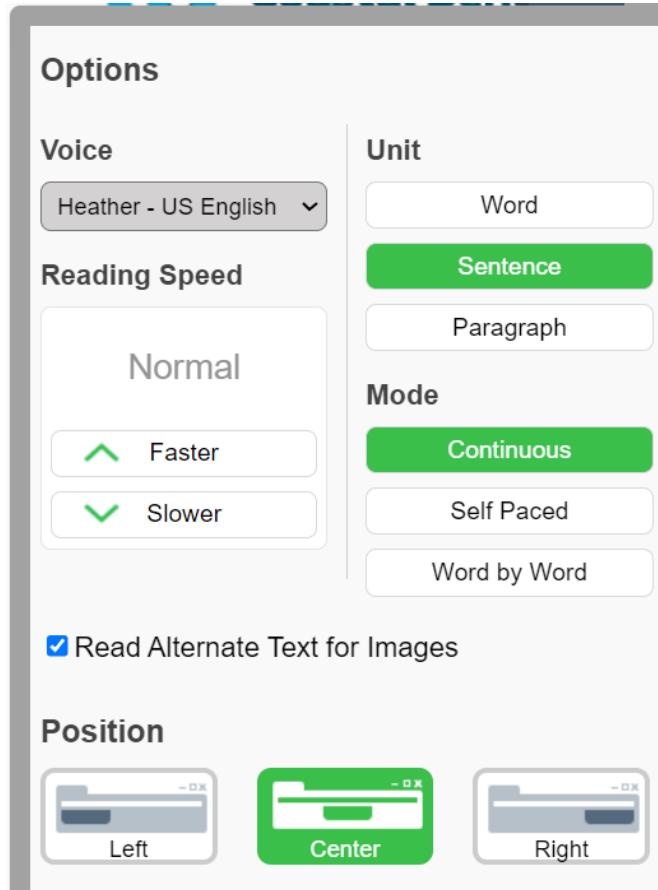 Options
Voice
Heather - US English
Reading Speed
Normal
Faster
Slower
Unit
Word
Sentence
Paragraph
Mode
Continuous
Self Paced
Word by Word
Read Alternate Text for Images
Position
Left
Center
Right